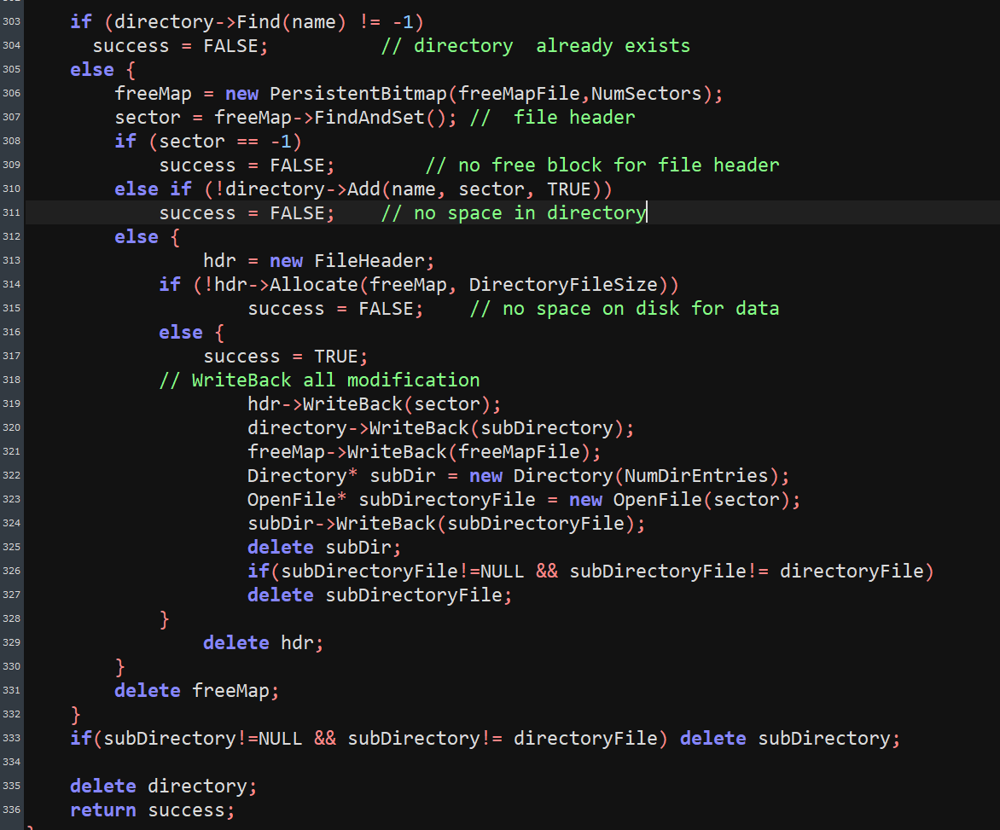 303 if (directory->Find(name) != -1)
304 success = FALSE; // directory  already exists
305 else {
306 freeMap = new PersistentBitmap(freeMapFile,NumSectors);
307 sector = freeMap->FindAndSet(); //  file header
308 if (sector == -1)
309 success = FALSE; // no free block for file header
310 else if (!directory->Add(name, sector, TRUE))
311 success = FALSE; // no space in directory
312 else {
313 hdr = new FileHeader;
314 if (!hdr->Allocate(freeMap, DirectoryFileSize))
315 success = FALSE; // no space on disk for data
316 else {
317 success = TRUE;
318 // WriteBack all modification
319 hdr->WriteBack(sector);
320 directory->WriteBack(subDirectory);
321 freeMap->WriteBack(freeMapFile);
322 Directory* subDir = new Directory(NumDirEntries);
323 OpenFile* subDirectoryFile = new OpenFile(sector);
324 subDir->WriteBack(subDirectoryFile);
325 delete subDir;
326 if(subDirectoryFile!=NULL && subDirectoryFile!= directoryFile)
327 delete subDirectoryFile;
328 }
329 delete hdr;
330 }
331 delete freeMap;
332 }
333 if(subDirectory!=NULL && subDirectory!= directoryFile) delete subDirectory;
334
335 delete directory;
336 return success;